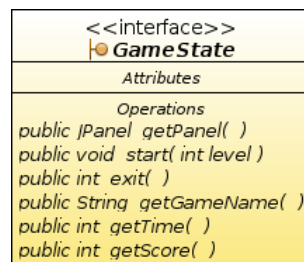 <<interface>>
GameState
Attributes
Operations
public JPanel getPanel( )
public void start( int level )
public int exit( )
public String getGameName( )
public int getTime( )
public int getScore( )